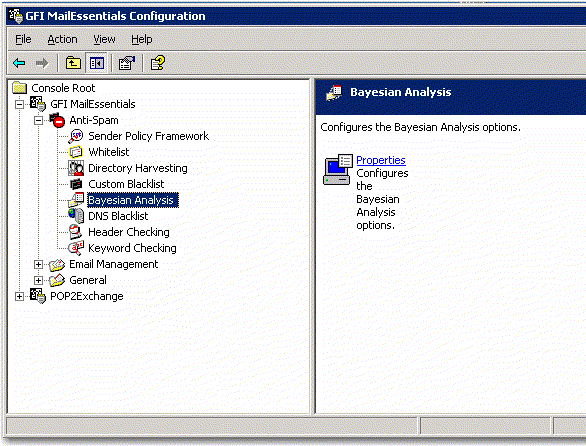 GFI MailEssentials Configuration
File Action View Help
Console Root
GFI MailEssentials
Anti-Spam
Sender Policy Framework
Whitelist
Directory Harvesting
Custom Blacklist
Bayesian Analysis
DNS Blacklist
Header Checking
Keyword Checking
Email Management
General
POP2Exchange
Bayesian Analysis
Configures the Bayesian Analysis options.
Properties
Configures
the
Bayesian
Analysis
options.